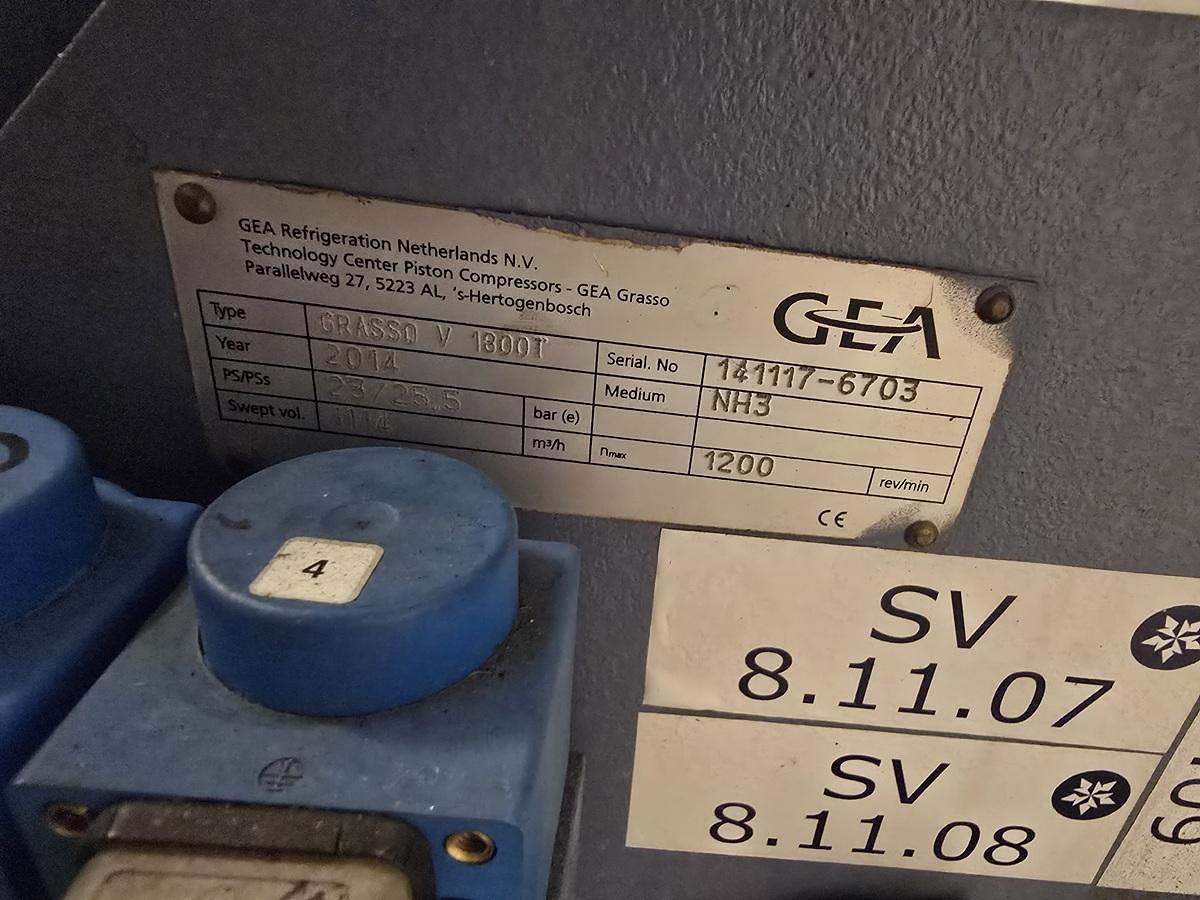 GEA Refrigeration Netherlands N.V.
Technology Center Piston Compressors - GEA Grasso
Parallelweg 27, 5223 AL, 's-Hertogenbosch
GEA
Type GRASSO V 1800T Serial. No 141117-6703
Year 2014 Medium NH3
PS/PSs 23/25,5 bar (e)
Swept vol. 1114 m³/h nmax 1200 rev/min
CE
4
SV
8.11.07
SV
8.11.08